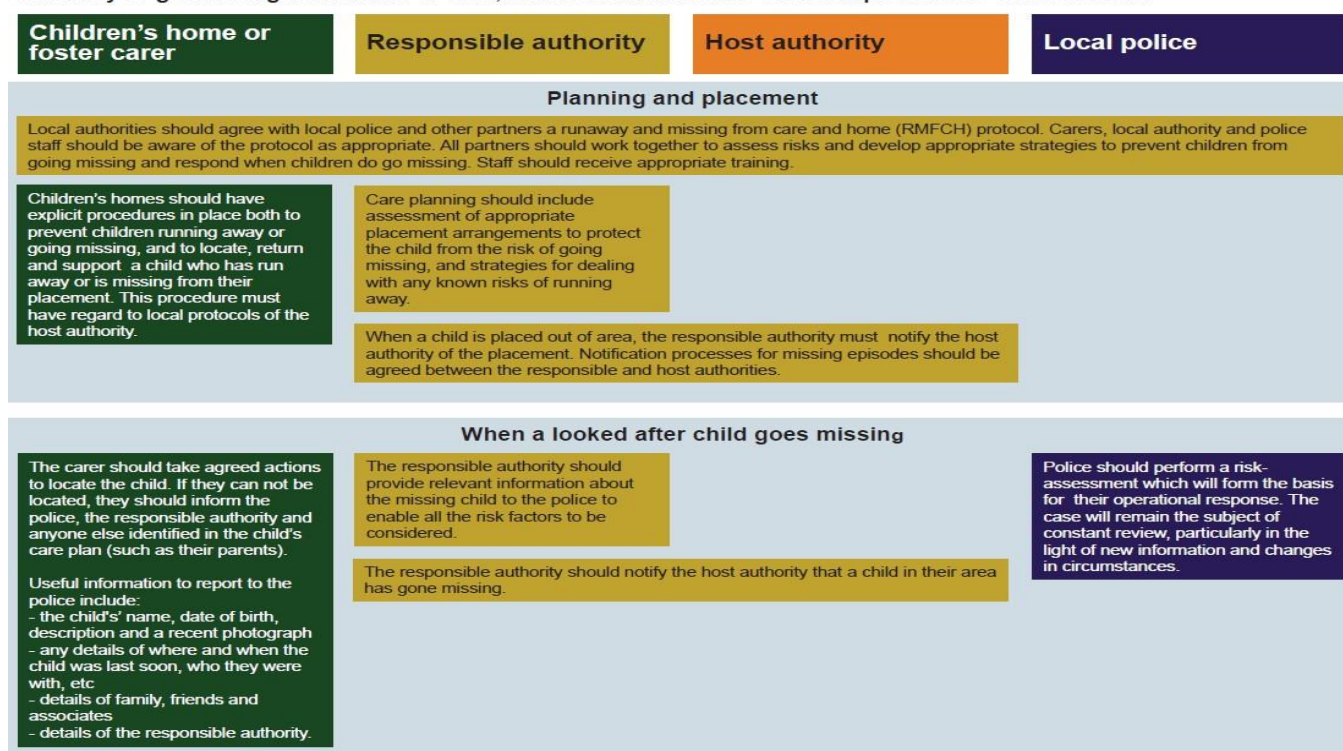 Children's home or
foster carer
Responsible authority
Host authority
Local police
Planning and placement
Local authorities should agree with local police and other partners a runaway and missing from care and home (RMFCH) protocol. Carers, local authority and police
staff should be aware of the protocol as appropriate. All partners should work together to assess risks and develop appropriate strategies to prevent children from
going missing and respond when children do go missing. Staff should receive appropriate training.
Children's homes should have
explicit procedures in place both to
prevent children running away or
going missing, and to locate, return
and support a child who has run
away or is missing from their
placement. This procedure must
have regard to local protocols of the
host authority.
Care planning should include
assessment of appropriate
placement arrangements to protect
the child from the risk of going
missing, and strategies for dealing
with any known risks of running
away.
When a child is placed out of area, the responsible authority must notify the host
authority of the placement. Notification processes for missing episodes should be
agreed between the responsible and host authorities.
When a looked after child goes missing
The carer should take agreed actions
to locate the child. If they can not be
located, they should inform the
police, the responsible authority and
anyone else identified in the child's
care plan (such as their parents).
Useful information to report to the
police include:
- the child's' name, date of birth,
description and a recent photograph
- any details of where and when the
child was last soon, who they were
with, etc
- details of family, friends and
associates
- details of the responsible authority.
The responsible authority should
provide relevant information about
the missing child to the police to
enable all the risk factors to be
considered.
The responsible authority should notify the host authority that a child in their area
has gone missing.
Police should perform a risk-
assessment which will form the basis
for their operational response. The
case will remain the subject of
constant review, particularly in the
light of new information and changes
in circumstances.